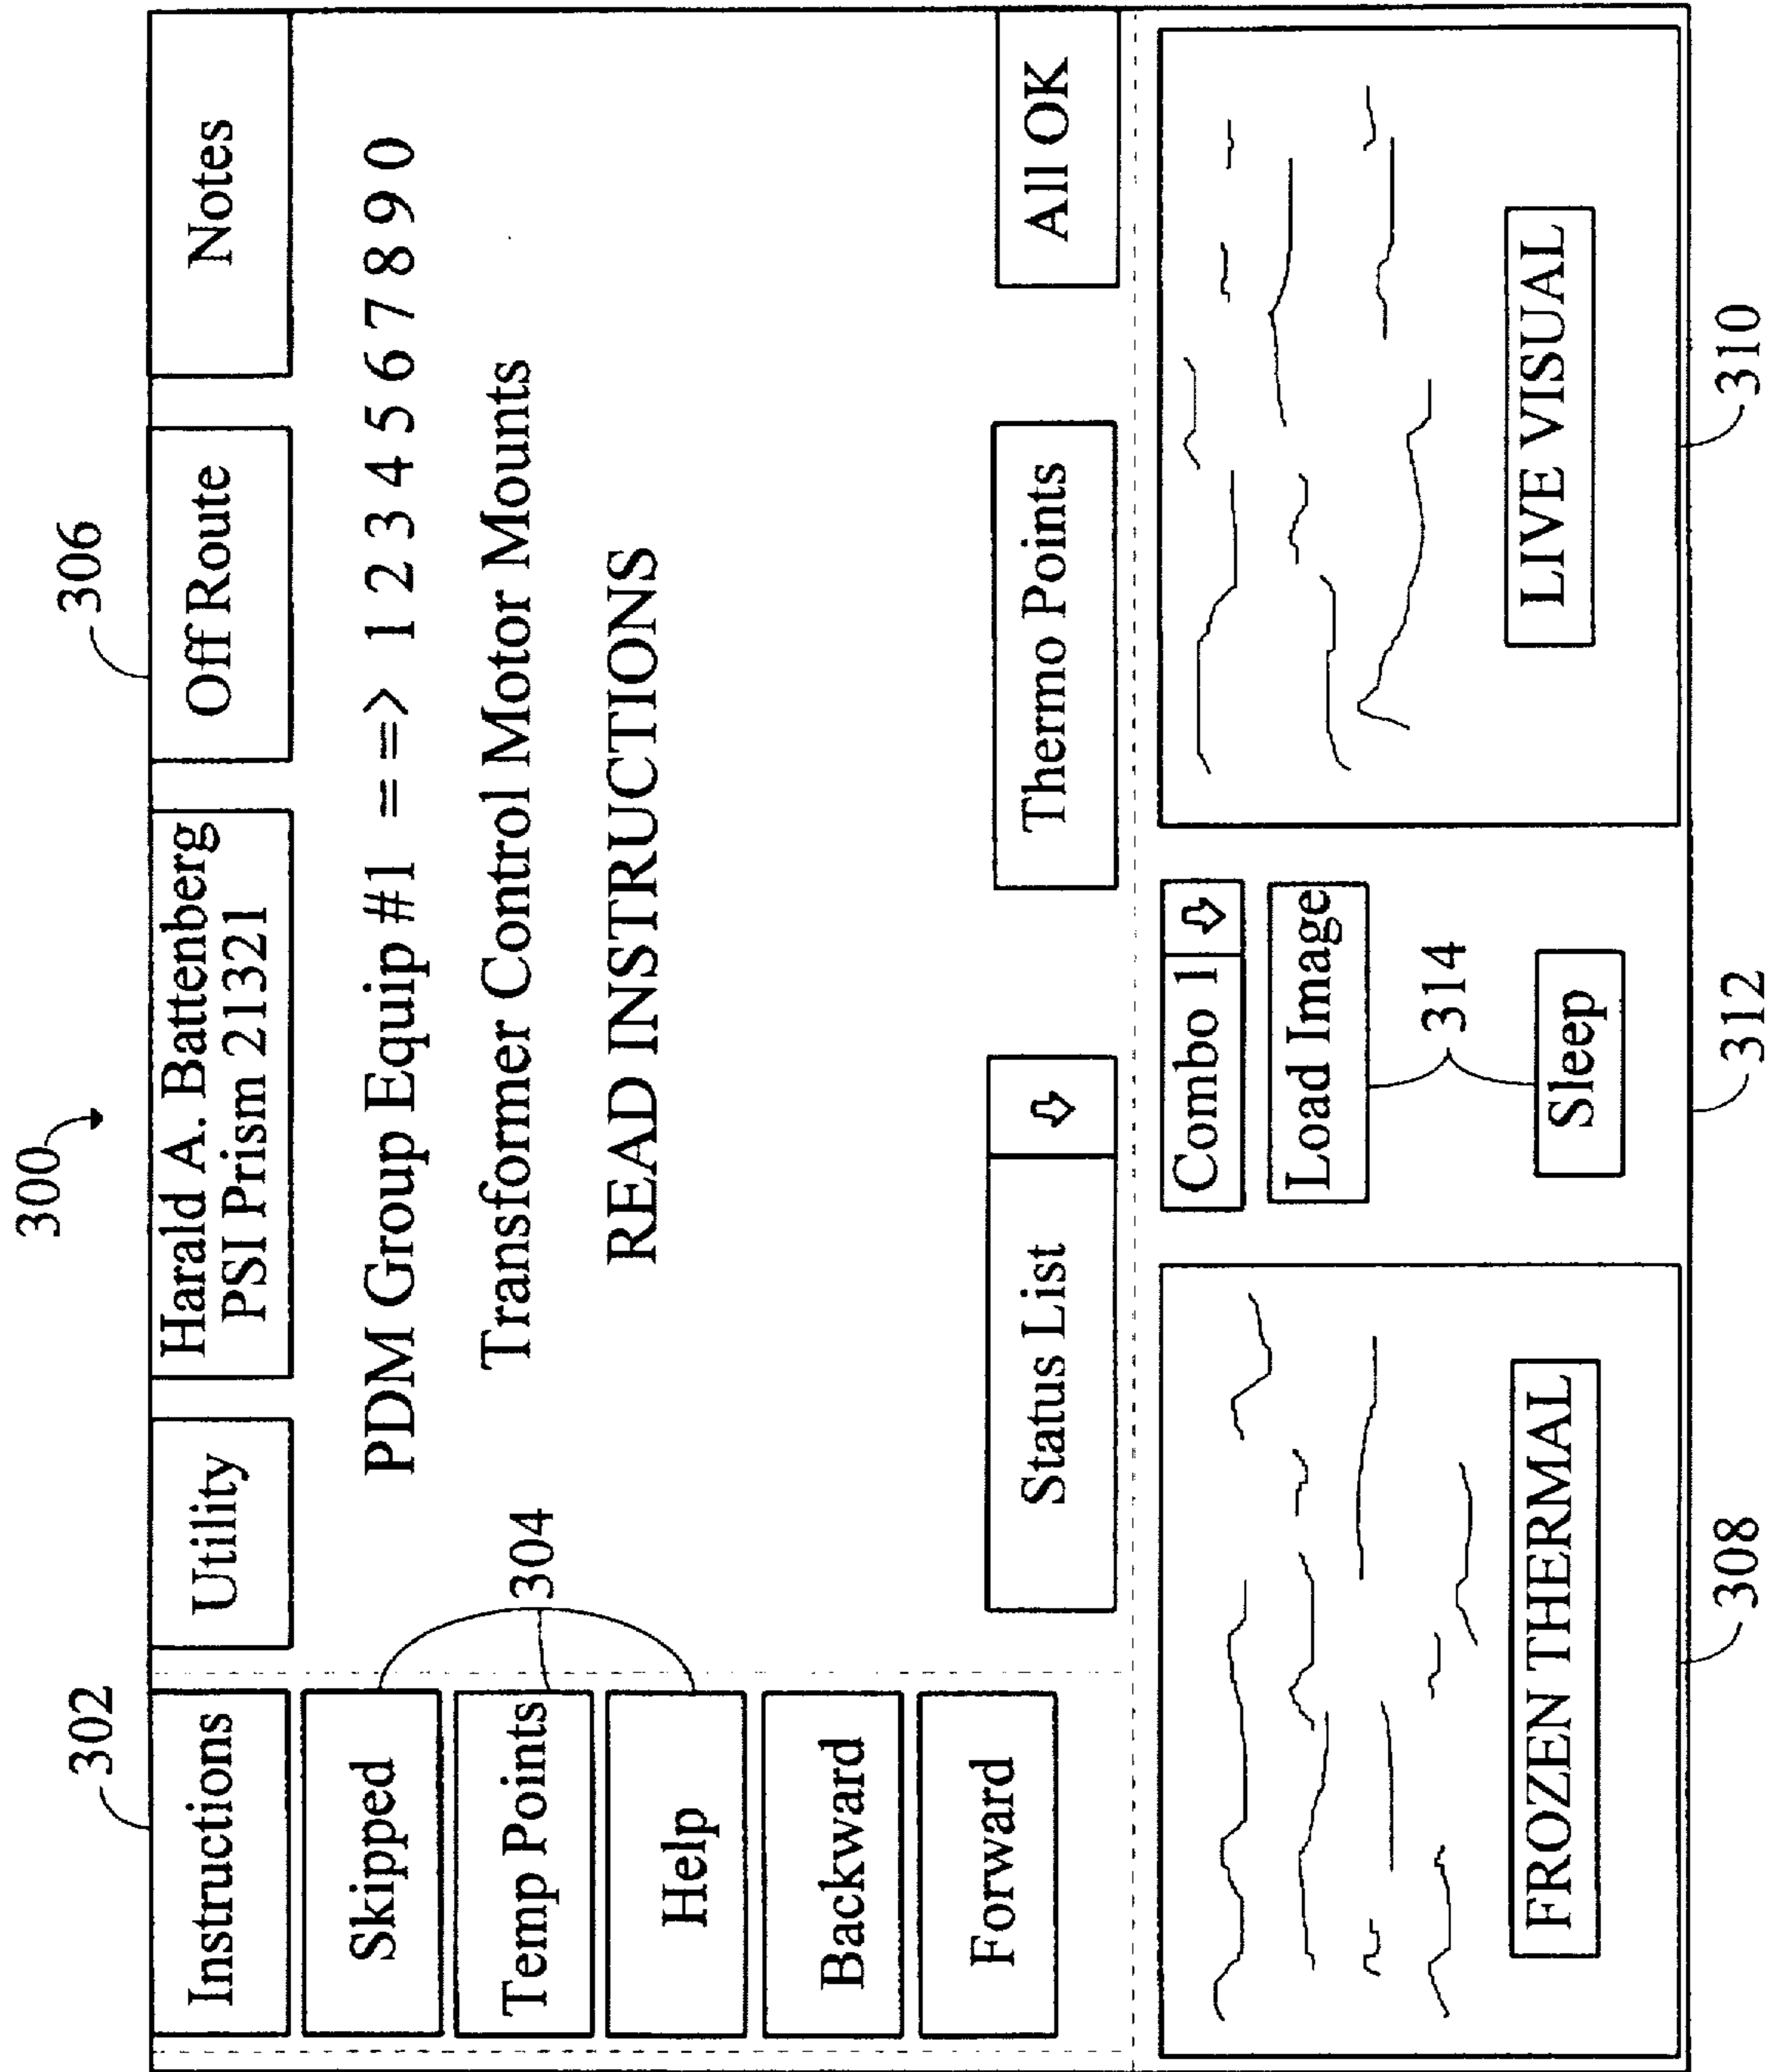 300
302
306
Instructions
Utility
Harald A. Battenberg
PSI Prism 21321
Off Route
Notes
Skipped
Temp Points
Help
Backward
Forward
304
PDM Group Equip #1 ==> 1 2 3 4 5 6 7 8 9 0
Transformer Control Motor Mounts
READ INSTRUCTIONS
Status List
Thermo Points
All OK
FROZEN THERMAL
Combo 1
Load Image
314
Sleep
LIVE VISUAL
308
312
310